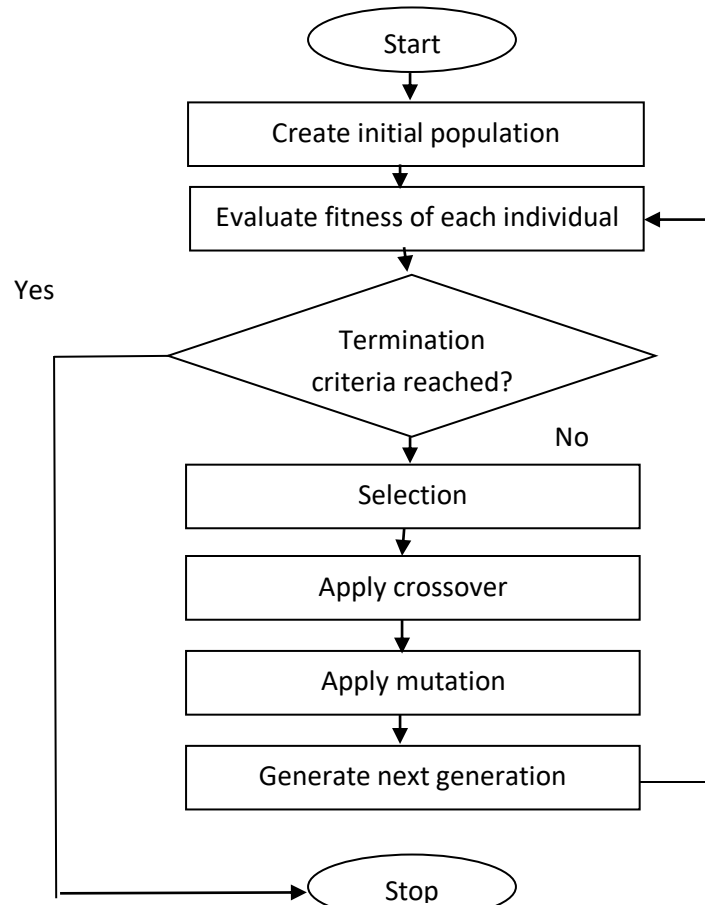 Start
Create initial population
Evaluate fitness of each individual
Yes
Termination
criteria reached?
No
Selection
Apply crossover
Apply mutation
Generate next generation
Stop